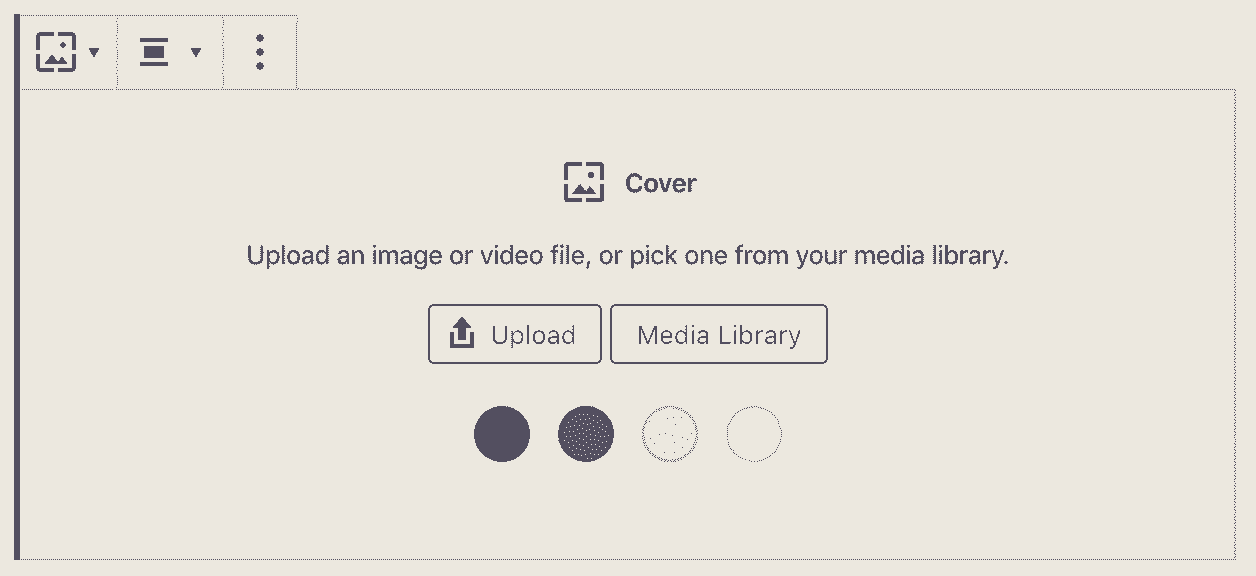 Cover
Upload an image or video file, or pick one from your media library.
Upload
Media Library